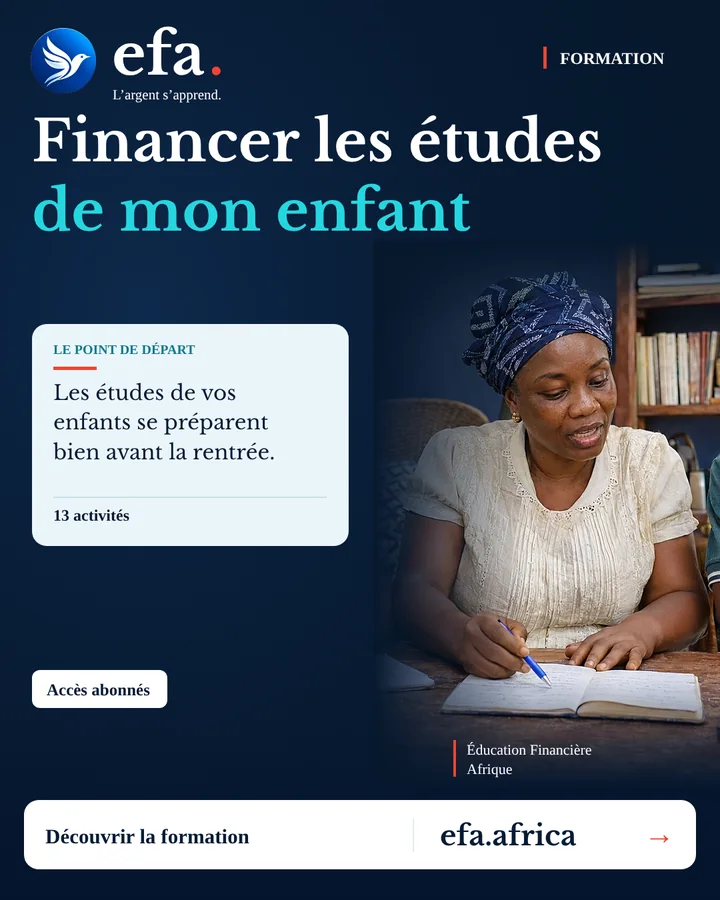 efa.
L’argent s’apprend.
FORMATION
Financer les études
de mon enfant
LE POINT DE DÉPART
Les études de vos
enfants se préparent
bien avant la rentrée.
13 activités
Accès abonnés
Éducation Financière
Afrique
Découvrir la formation
efa.africa →